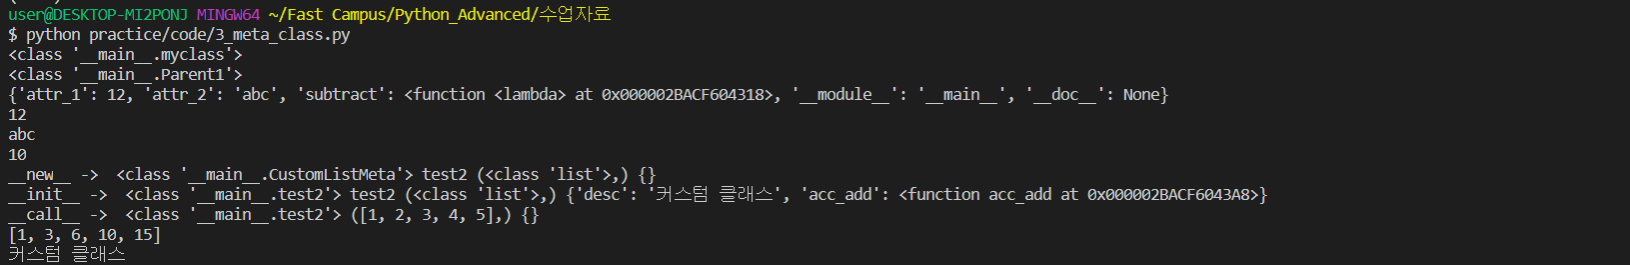 user@DESKTOP-MI2PONJ MINGW64 ~/Fast Campus/Python_Advanced/수업자료
$ python practice/code/3_meta_class.py
<class '__main__.myclass'>
<class '__main__.Parent1'>
{'attr_1': 12, 'attr_2': 'abc', 'subtract': <function <lambda> at 0x000002BACF604318>, '__module__': '__main__', '__doc__': None}
12
abc
10
__new__ ->  <class '__main__.CustomListMeta'> test2 (<class 'list'>,) {}
__init__ ->  <class '__main__.test2'> test2 (<class 'list'>,) {'desc': '커스텀 클래스', 'acc_add': <function acc_add at 0x000002BACF6043A8>}
__call__ ->  <class '__main__.test2'> ([1, 2, 3, 4, 5],) {}
[1, 3, 6, 10, 15]
커스텀 클래스